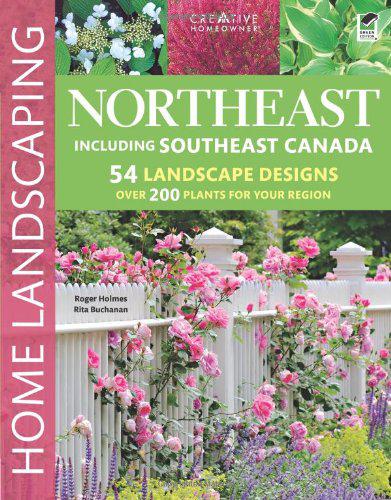 CREATIVE
HOMEOWNER®
GREEN
EDITION
HOME LANDSCAPING
NORTHEAST
INCLUDING SOUTHEAST CANADA
54 LANDSCAPE DESIGNS
OVER 200 PLANTS FOR YOUR REGION
Roger Holmes
Rita Buchanan